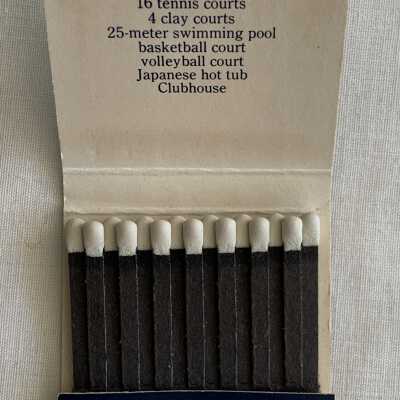 16 tennis courts
4 clay courts
25-meter swimming pool
basketball court
volleyball court
Japanese hot tub
Clubhouse